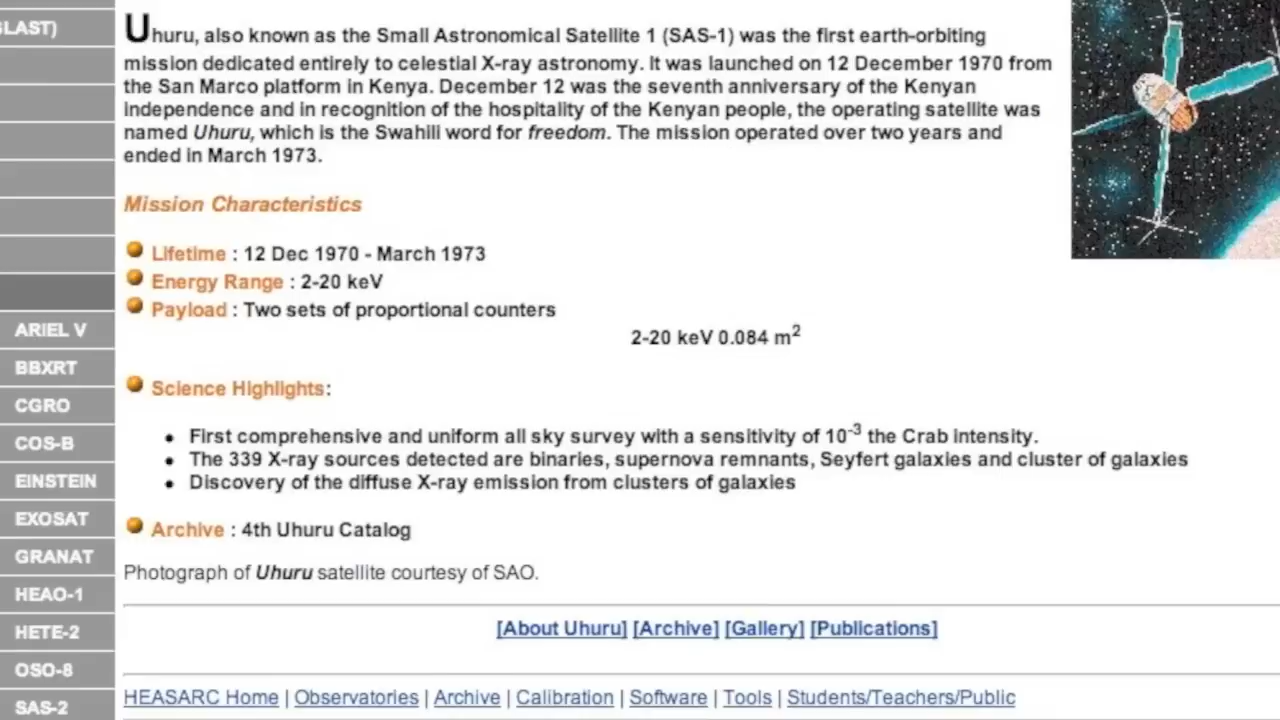 GLAST)
Uhuru, also known as the Small Astronomical Satellite 1 (SAS-1) was the first earth-orbiting
mission dedicated entirely to celestial X-ray astronomy. It was launched on 12 December 1970 from
the San Marco platform in Kenya. December 12 was the seventh anniversary of the Kenyan
independence and in recognition of the hospitality of the Kenyan people, the operating satellite was
named Uhuru, which is the Swahili word for freedom. The mission operated over two years and
ended in March 1973.
Mission Characteristics
Lifetime : 12 Dec 1970 - March 1973
Energy Range : 2-20 keV
Payload : Two sets of proportional counters
2-20 keV 0.084 m²
Science Highlights:
• First comprehensive and uniform all sky survey with a sensitivity of 10⁻³ the Crab intensity.
• The 339 X-ray sources detected are binaries, supernova remnants, Seyfert galaxies and cluster of galaxies
• Discovery of the diffuse X-ray emission from clusters of galaxies
Archive : 4th Uhuru Catalog
Photograph of Uhuru satellite courtesy of SAO.
[About Uhuru] [Archive] [Gallery] [Publications]
HEASARC Home | Observatories | Archive | Calibration | Software | Tools | Students/Teachers/Public
ARIEL V
BBXRT
CGRO
COS-B
EINSTEIN
EXOSAT
GRANAT
HEAO-1
HETE-2
OSO-8
SAS-2